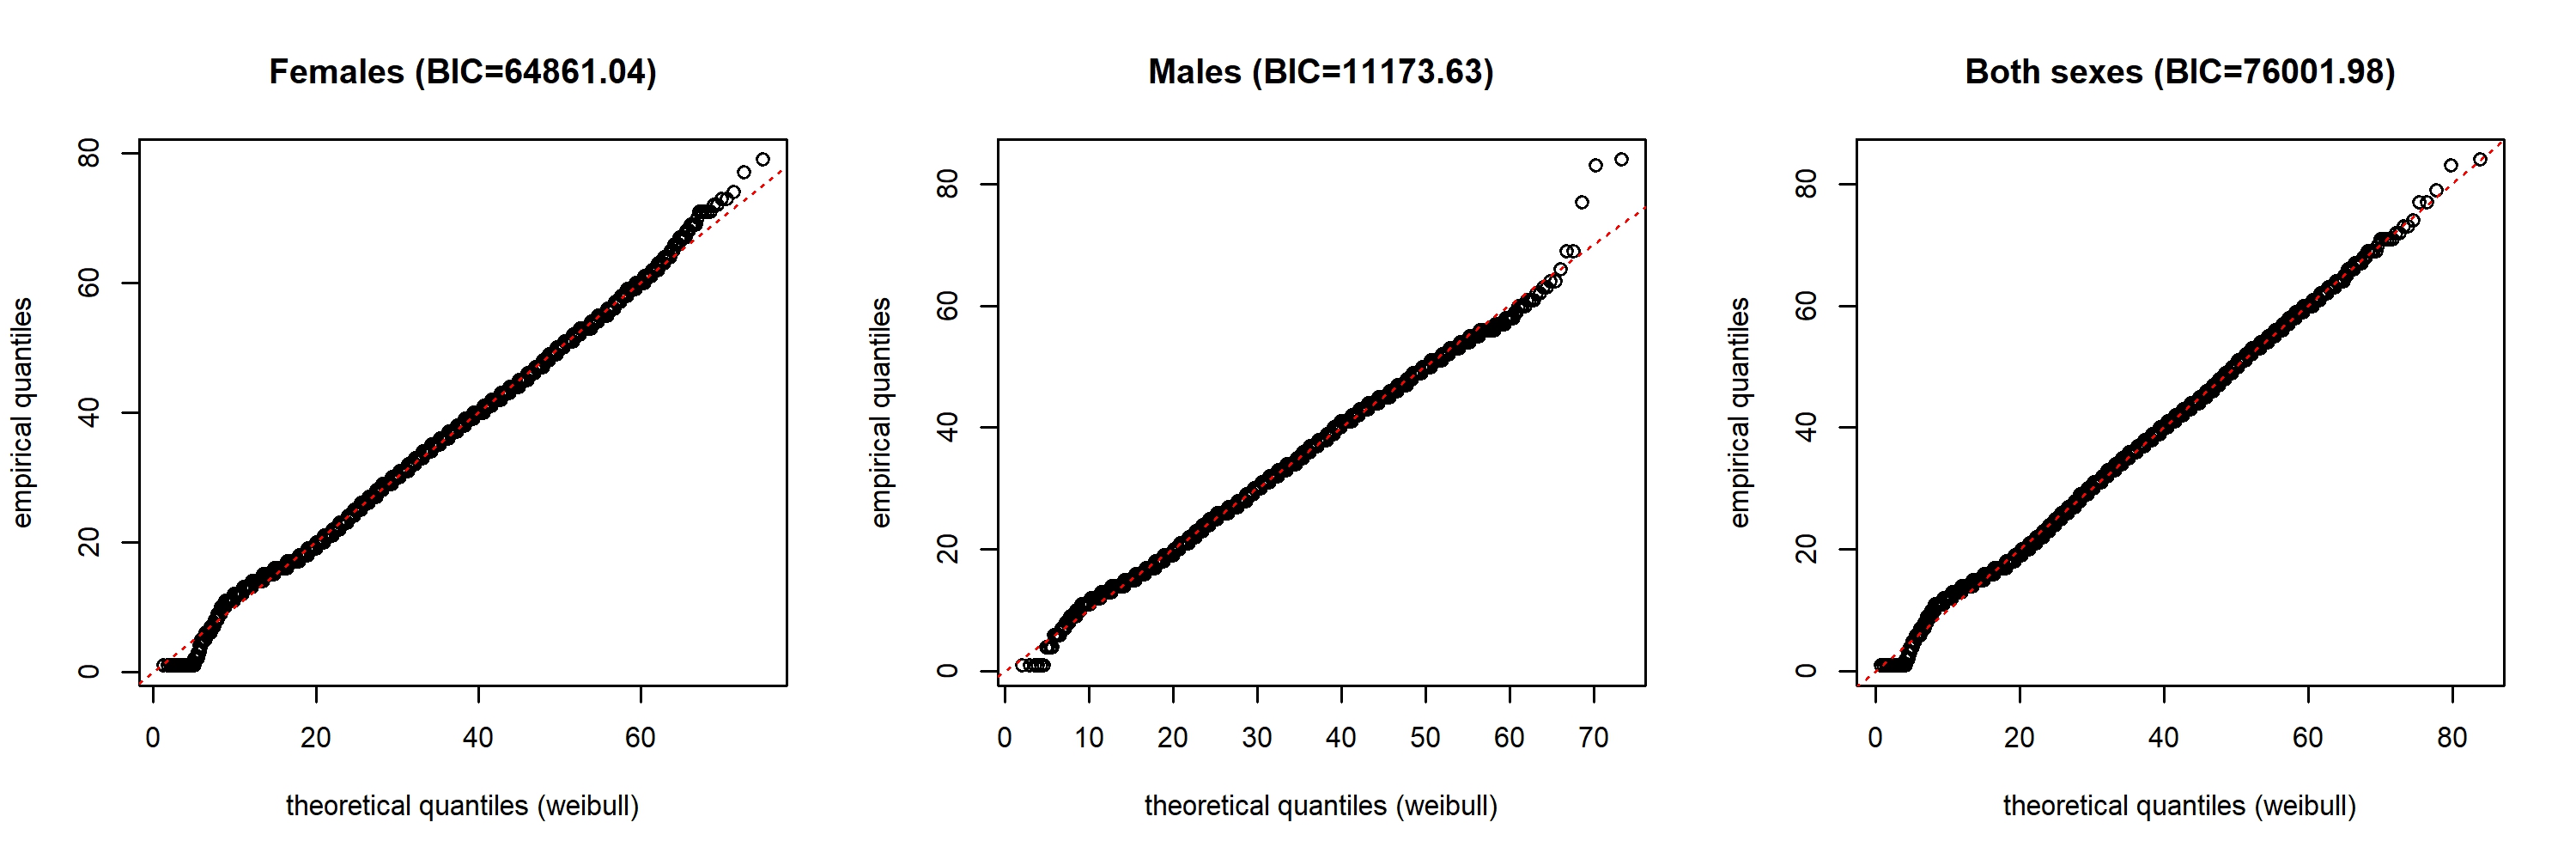 Females (BIC=64861.04)
empirical quantiles
80
60
40
20
0
0 20 40 60
theoretical quantiles (weibull)
Males (BIC=11173.63)
empirical quantiles
80
60
40
20
0
0 10 20 30 40 50 60 70
theoretical quantiles (weibull)
Both sexes (BIC=76001.98)
empirical quantiles
80
60
40
20
0
0 20 40 60 80
theoretical quantiles (weibull)